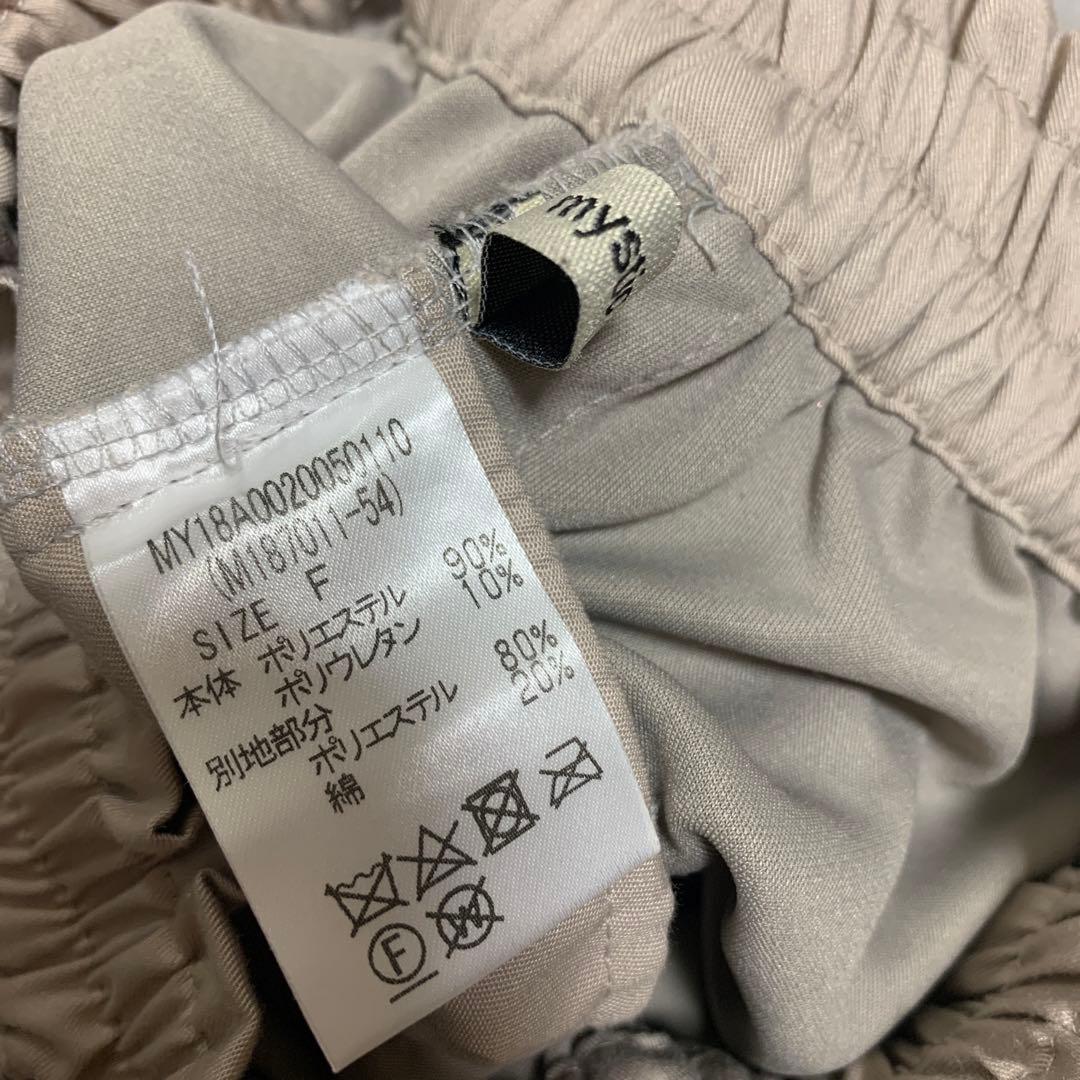 mystic
MY18A0020050110
(M187011-54)
SIZE F
本体 ポリエステル 90%
ポリウレタン 10%
別地部分
ポリエステル 80%
綿 20%
F
W